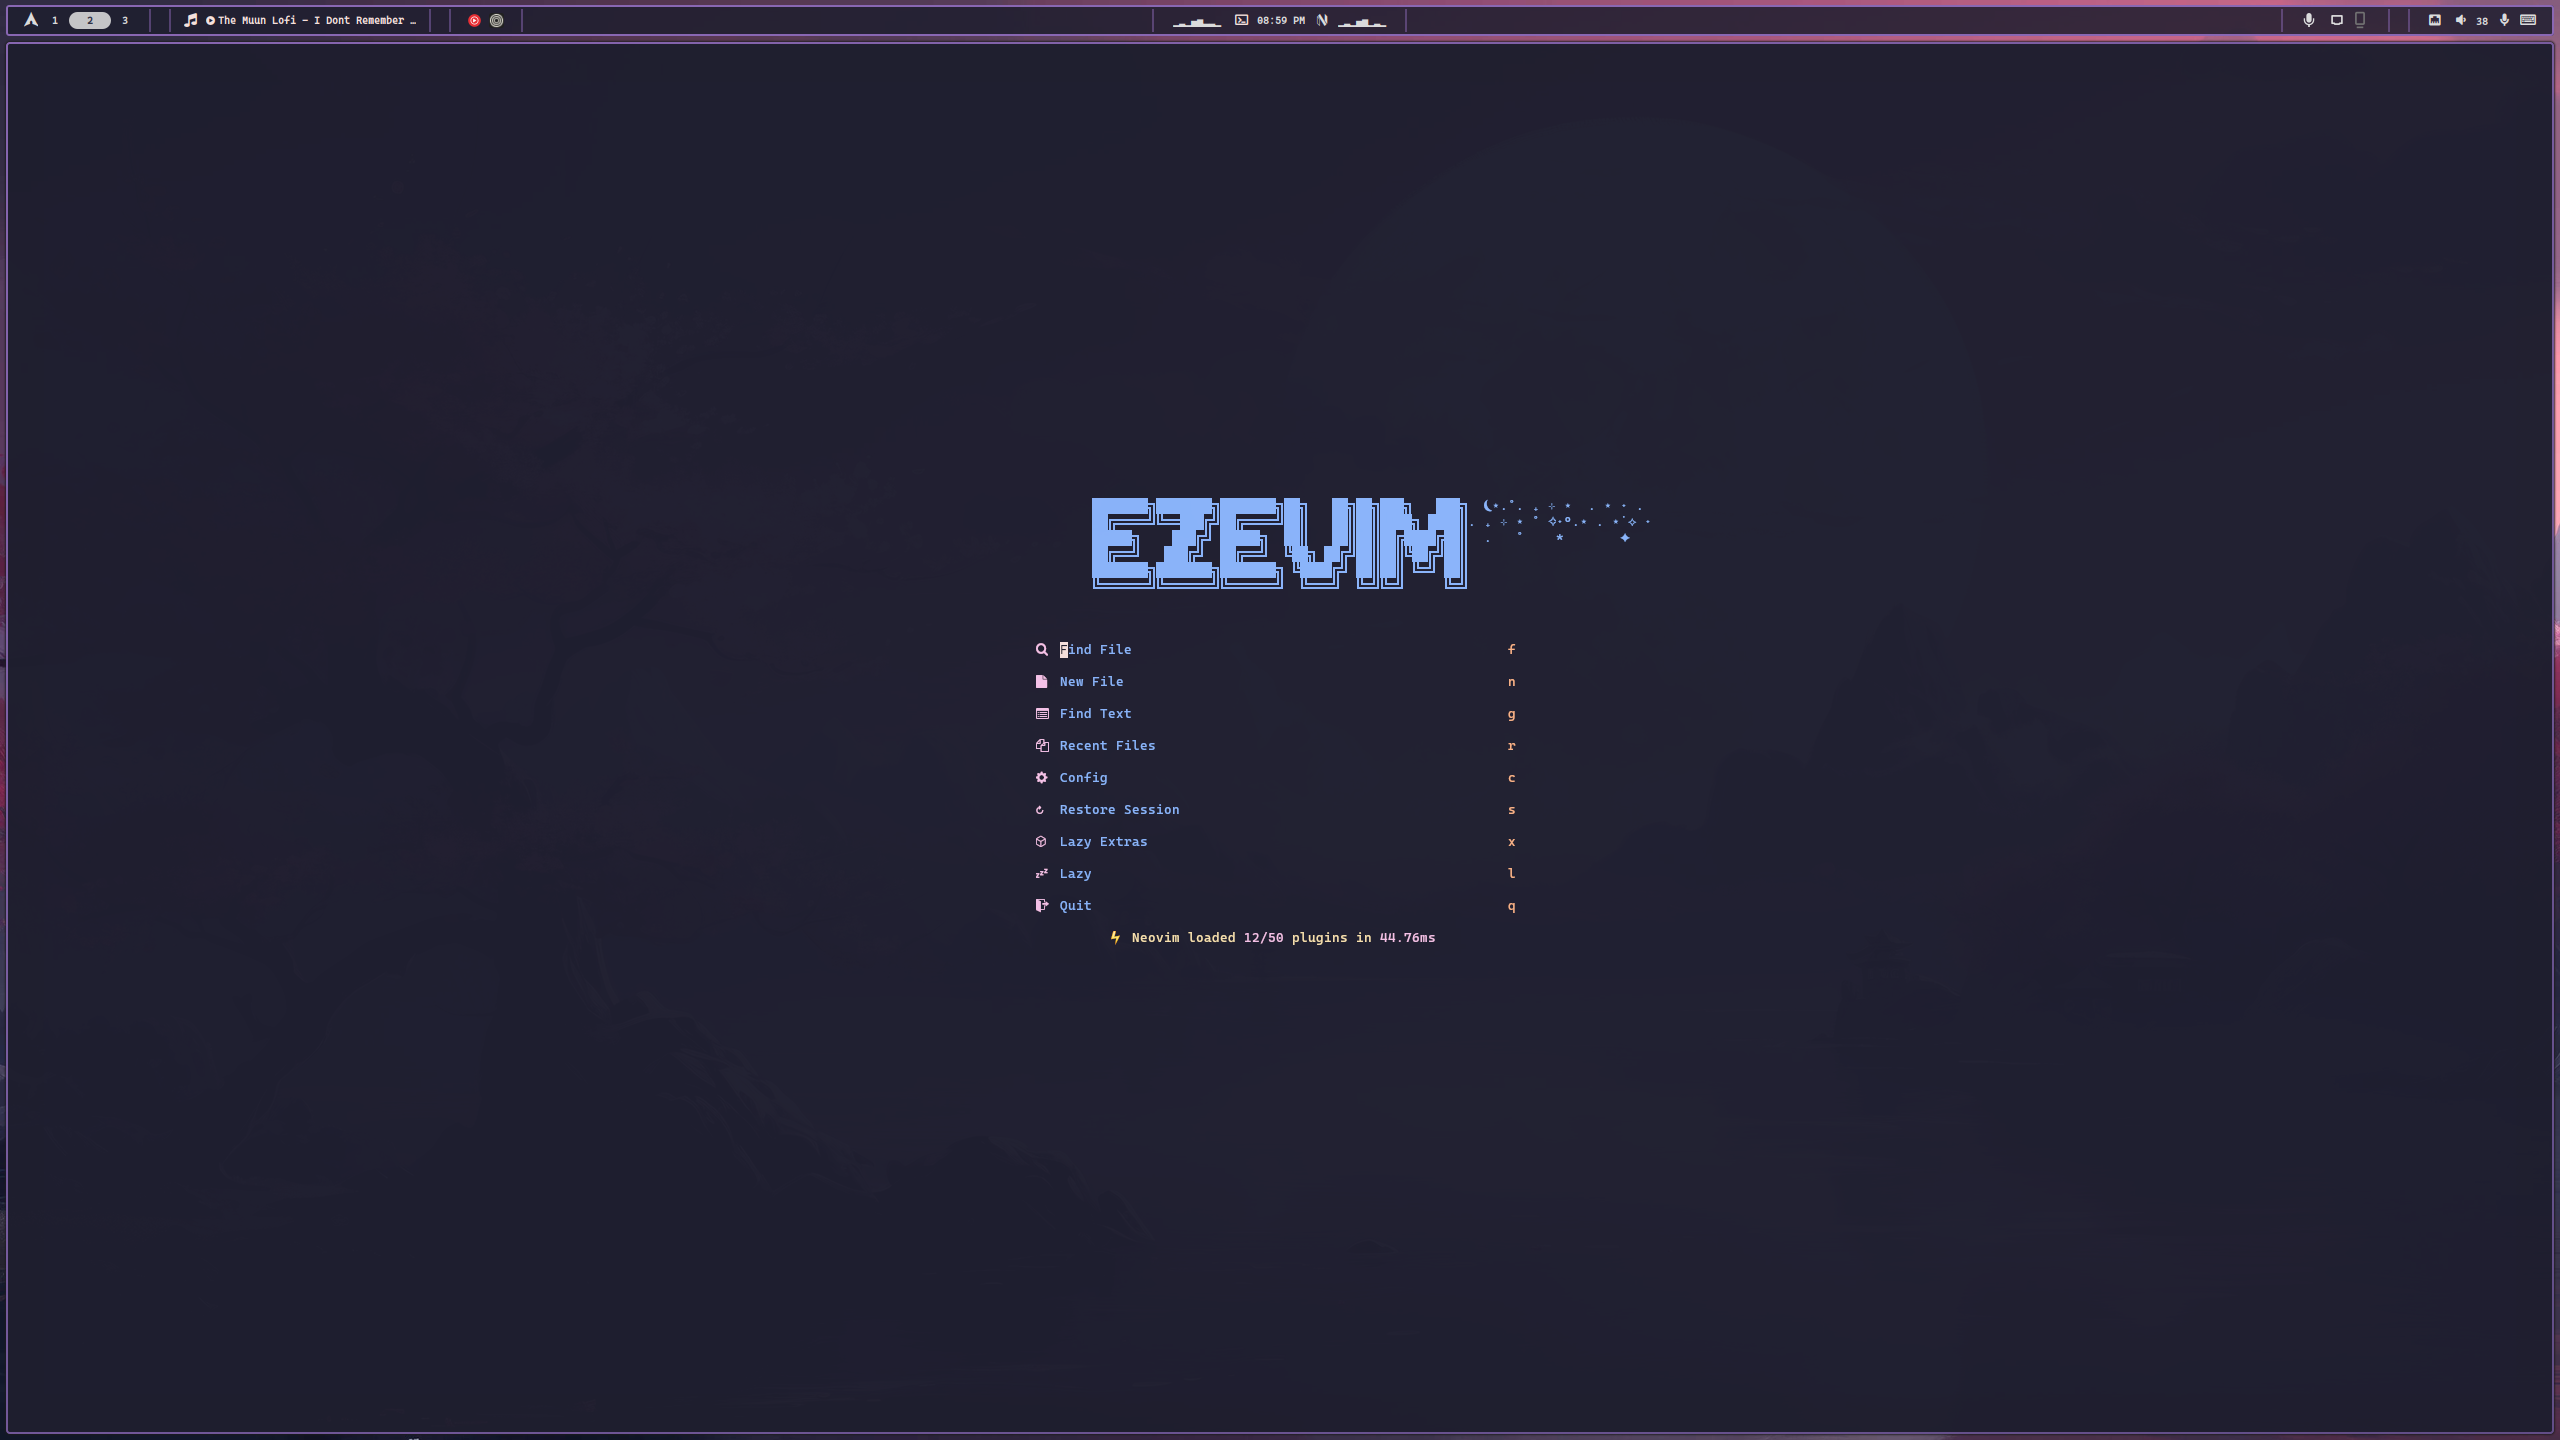 1 2 3 The Muun Lofi - I Dont Remember … 08:59 PM 38
EZEVIM
Find File f
New File n
Find Text g
Recent Files r
Config c
Restore Session s
Lazy Extras x
Lazy l
Quit q
Neovim loaded 12/50 plugins in 44.76ms